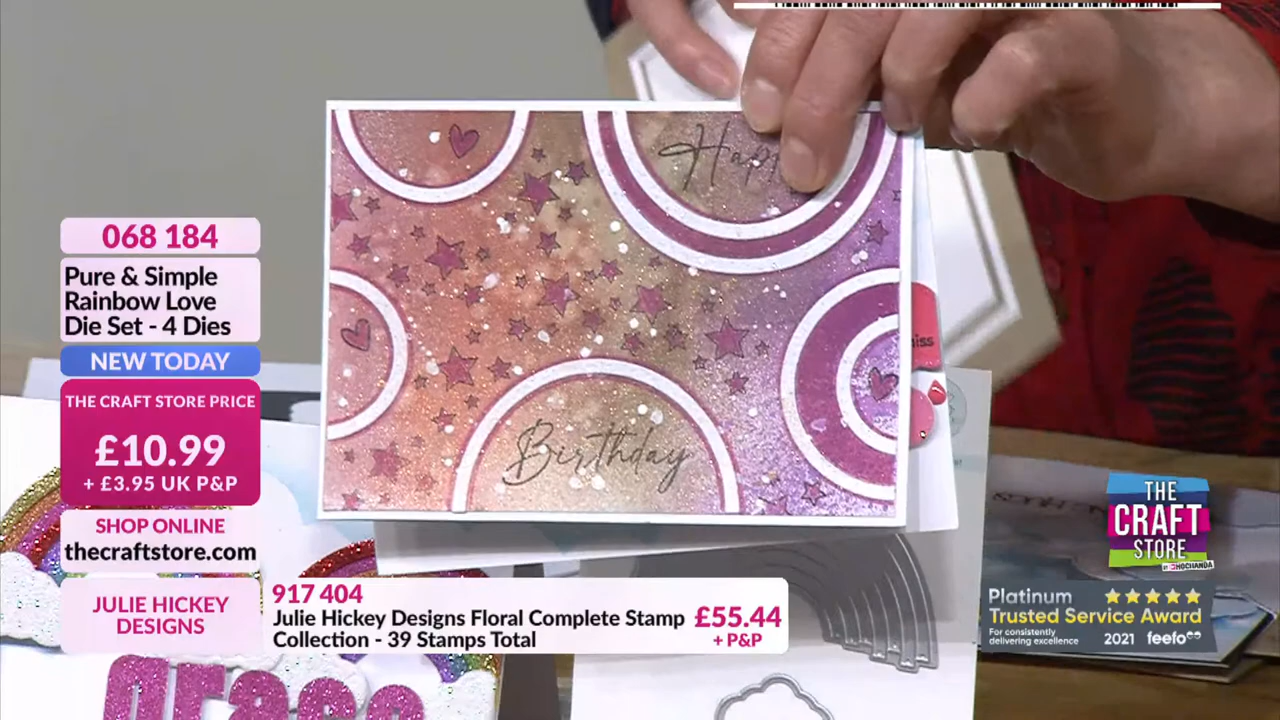 068 184
Pure & Simple
Rainbow Love
Die Set - 4 Dies
NEW TODAY
THE CRAFT STORE PRICE
£10.99
+ £3.95 UK P&P
SHOP ONLINE
thecraftstore.com
JULIE HICKEY
DESIGNS
917 404
Julie Hickey Designs Floral Complete Stamp
Collection - 39 Stamps Total
£55.44
+ P&P
Birthday
THE
CRAFT
STORE
BY HOCHANDA
Platinum
Trusted Service Award
For consistently
delivering excellence
2021 feefo